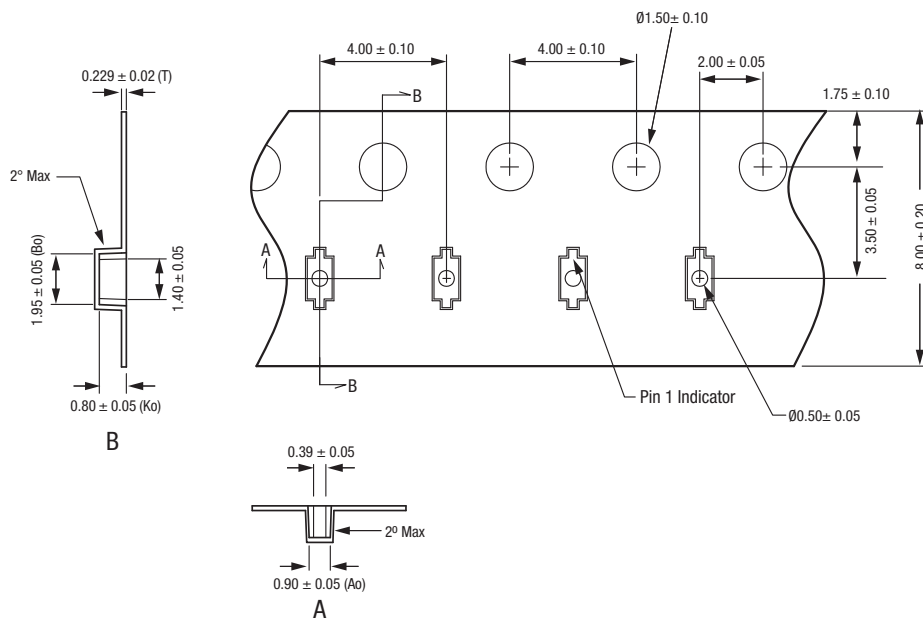 Ø1.50± 0.10
4.00 ± 0.10
4.00 ± 0.10
2.00 ± 0.05
0.229 ± 0.02 (T)
1.75 ± 0.10
B
2° Max
3.50 ± 0.05
8.00 ± 0.20
A
A
1.95 ± 0.05 (Bo)
1.40 ± 0.05
B
Pin 1 Indicator
0.80 ± 0.05 (Ko)
Ø0.50± 0.05
B
0.39 ± 0.05
2º Max
0.90 ± 0.05 (Ao)
A